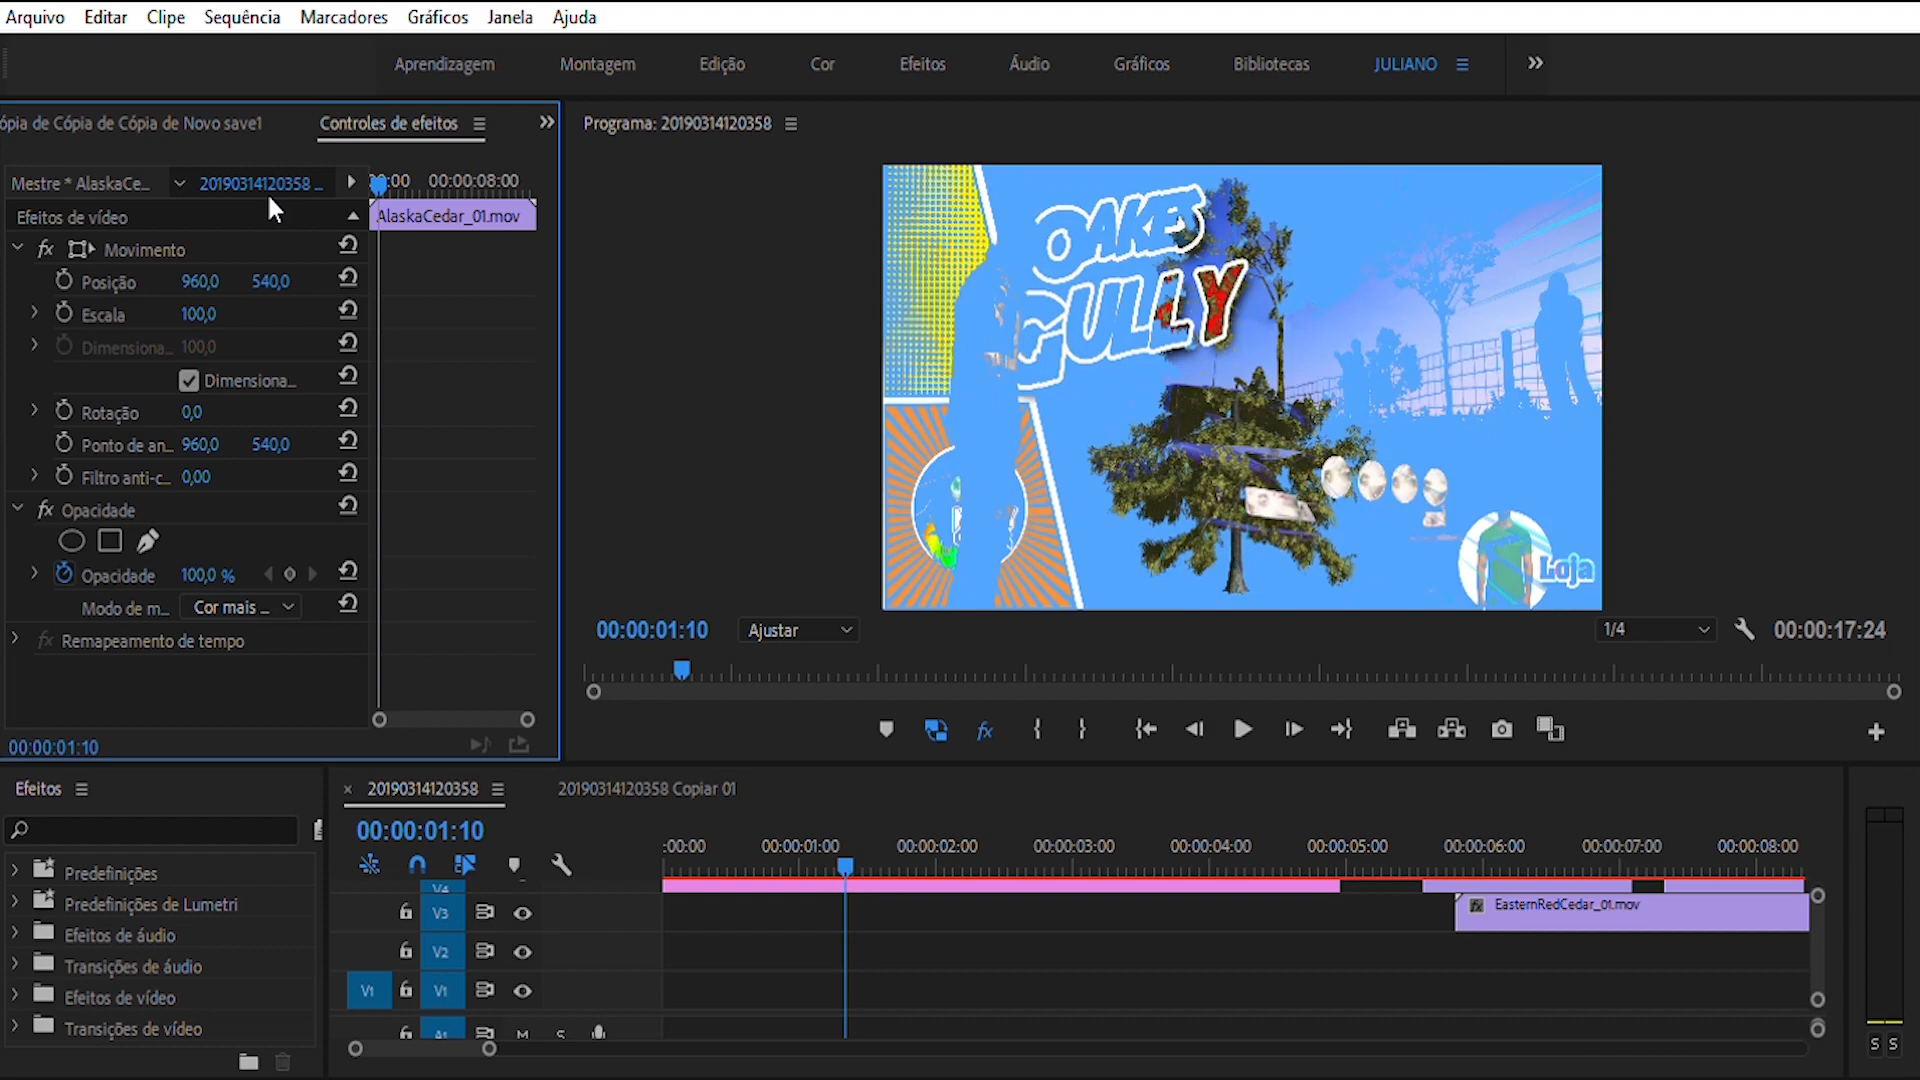 Arquivo Editar Clipe Sequência Marcadores Gráficos Janela Ajuda
Aprendizagem Montagem Edição Cor Efeitos Áudio Gráficos Bibliotecas JULIANO
ópia de Cópia de Cópia de Novo save1 Controles de efeitos
Programa: 20190314120358
Mestre * AlaskaCe... 20190314120358 ... :00 00:00:08:00
Efeitos de vídeo AlaskaCedar_01.mov
fx Movimento
Posição 960,0 540,0
Escala 100,0
Dimensiona... 100,0
Dimensiona...
Rotação 0,0
Ponto de an... 960,0 540,0
Filtro anti-c... 0,00
fx Opacidade
Opacidade 100,0 %
Modo de m... Cor mais ...
fx Remapeamento de tempo
00:00:01:10
OAKES
GULLY
Loja
00:00:01:10 Ajustar 1/4 00:00:17:24
fx
Efeitos
Predefinições
Predefinições de Lumetri
Efeitos de áudio
Transições de áudio
Efeitos de vídeo
Transições de vídeo
× 20190314120358 20190314120358 Copiar 01
00:00:01:10
:00:00 00:00:01:00 00:00:02:00 00:00:03:00 00:00:04:00 00:00:05:00 00:00:06:00 00:00:07:00 00:00:08:00
V4
V3 fx EasternRedCedar_01.mov
V2
V1 V1
A1 M S
S S